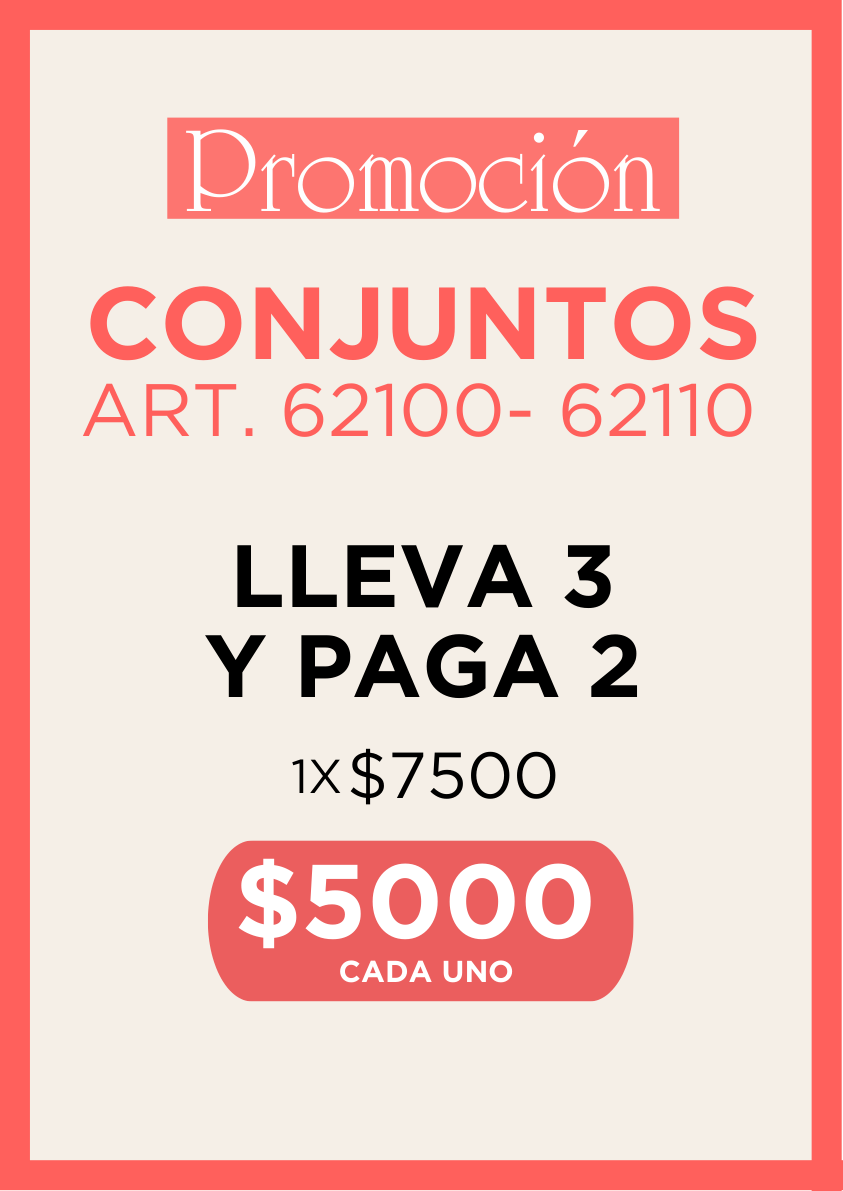 Promoción
CONJUNTOS
ART. 62100- 62110
LLEVA 3
Y PAGA 2
1X $7500
$5000
CADA UNO